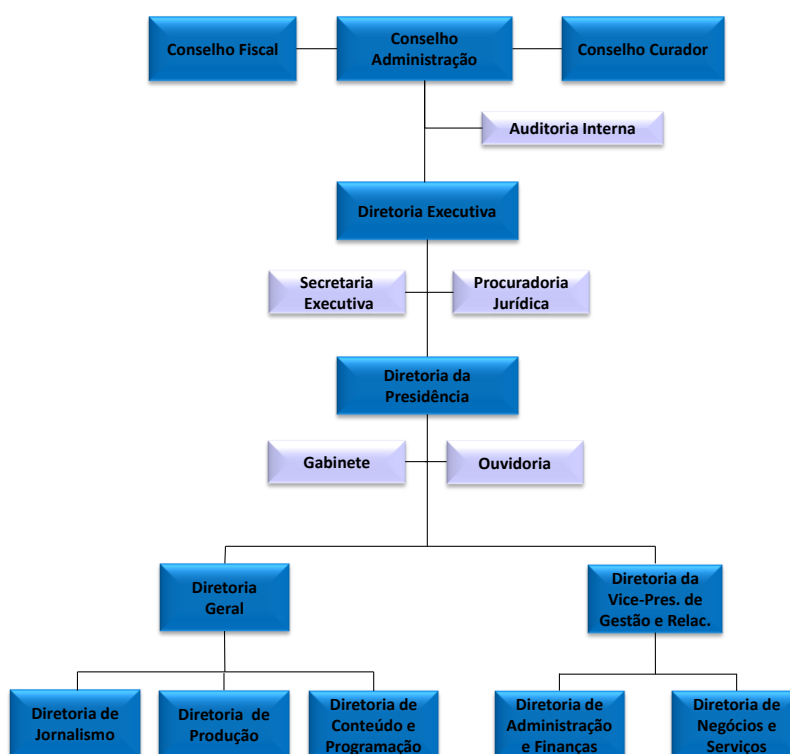 Conselho Fiscal
Conselho
Administração
Conselho Curador
Auditoria Interna
Diretoria Executiva
Secretaria
Executiva
Procuradoria
Jurídica
Diretoria da
Presidência
Gabinete
Ouvidoria
Diretoria
Geral
Diretoria da
Vice-Pres. de
Gestão e Relac.
Diretoria de
Jornalismo
Diretoria de
Produção
Diretoria de
Conteúdo e
Programação
Diretoria de
Administração
e Finanças
Diretoria de
Negócios e
Serviços